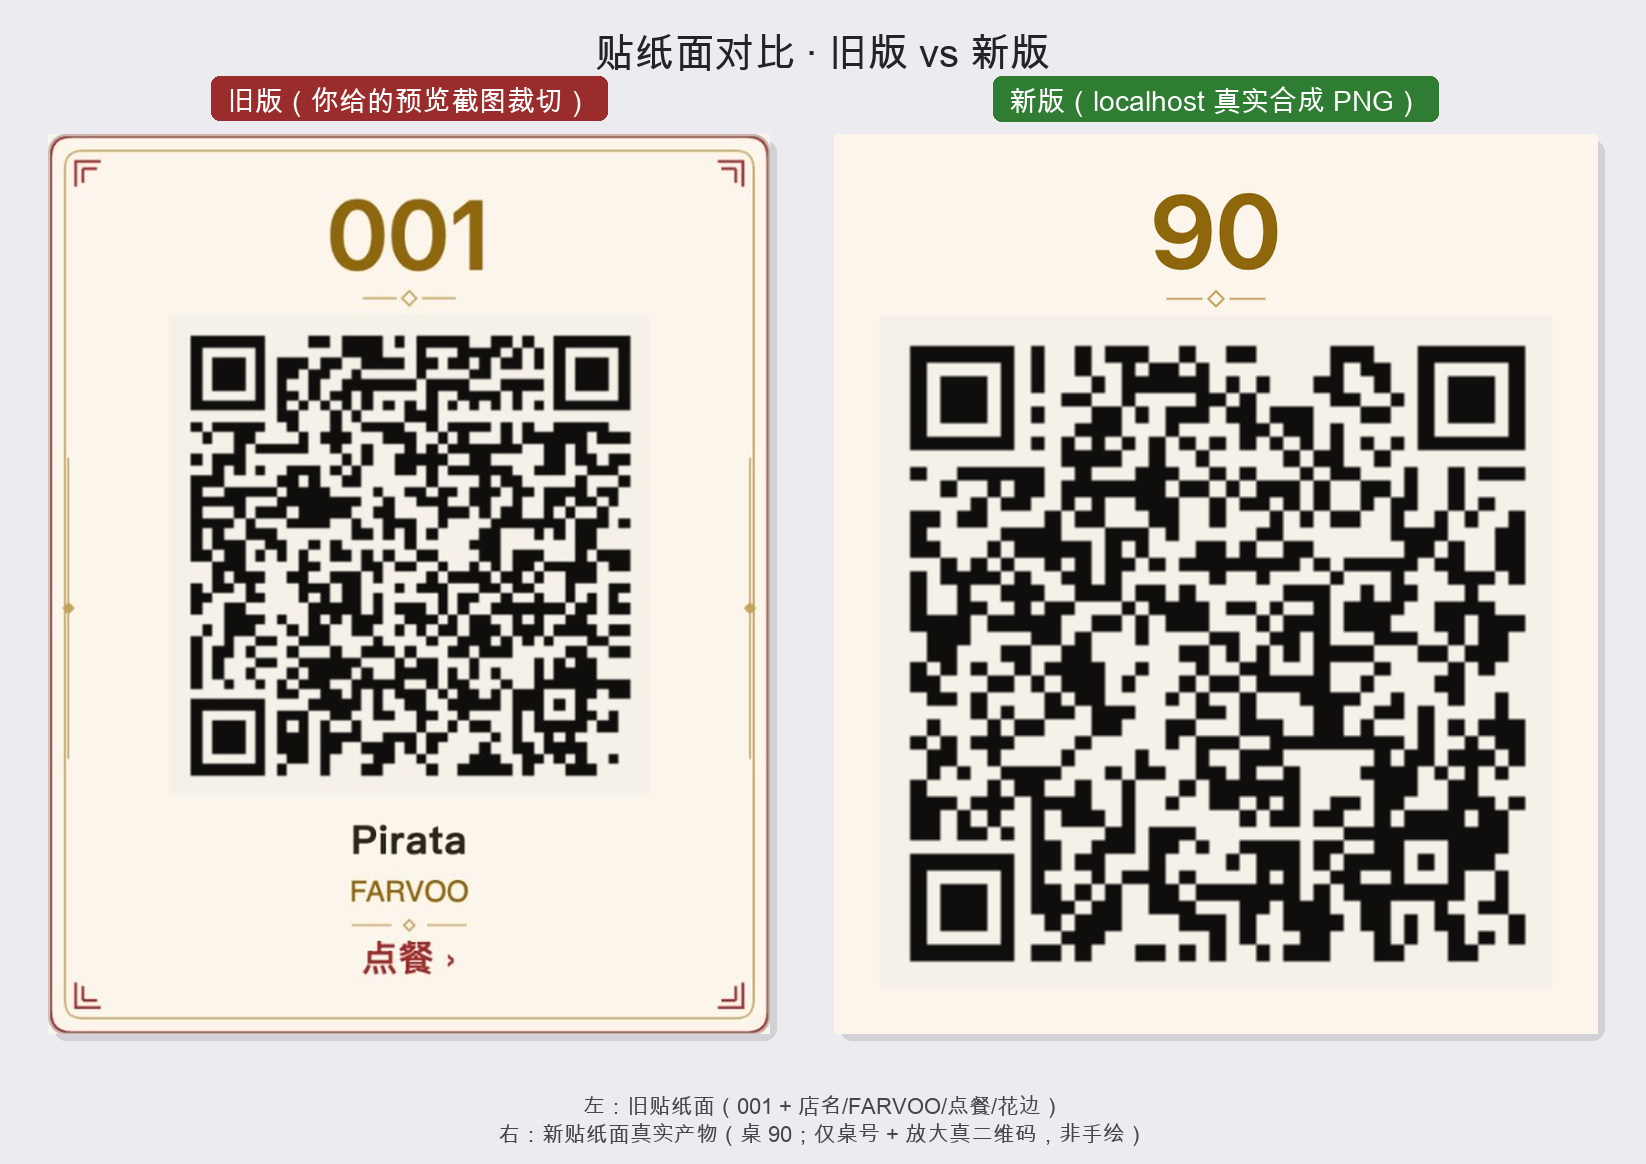 贴纸面对比 · 旧版 vs 新版
旧版（你给的预览截图裁切）
新版（localhost 真实合成 PNG）
001
Pirata
FARVOO
点餐 ›
90
左：旧贴纸面（001 + 店名/FARVOO/点餐/花边）
右：新贴纸面真实产物（桌 90；仅桌号 + 放大真二维码，非手绘）